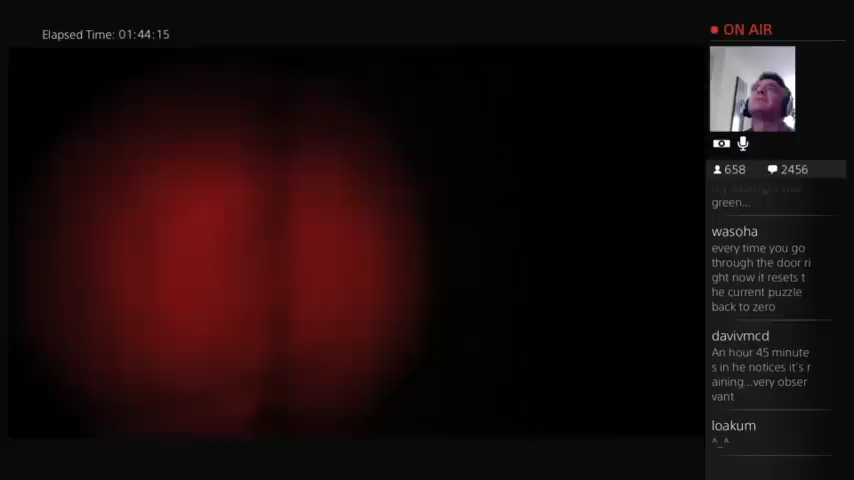 Elapsed Time: 01:44:15
ON AIR
658 2456
green...
wasoha
every time you go
through the door ri
ght now it resets t
he current puzzle
back to zero
davivmcd
An hour 45 minute
s in he notices it's r
aining...very obser
vant
loakum
^_^